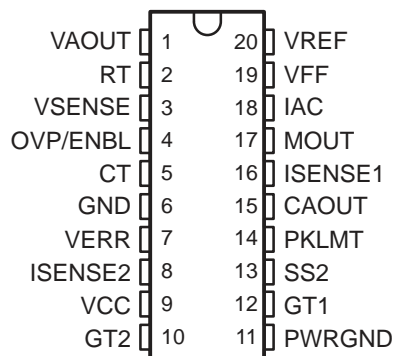 VAOUT 1 20 VREF
RT 2 19 VFF
VSENSE 3 18 IAC
OVP/ENBL 4 17 MOUT
CT 5 16 ISENSE1
GND 6 15 CAOUT
VERR 7 14 PKLMT
ISENSE2 8 13 SS2
VCC 9 12 GT1
GT2 10 11 PWRGND